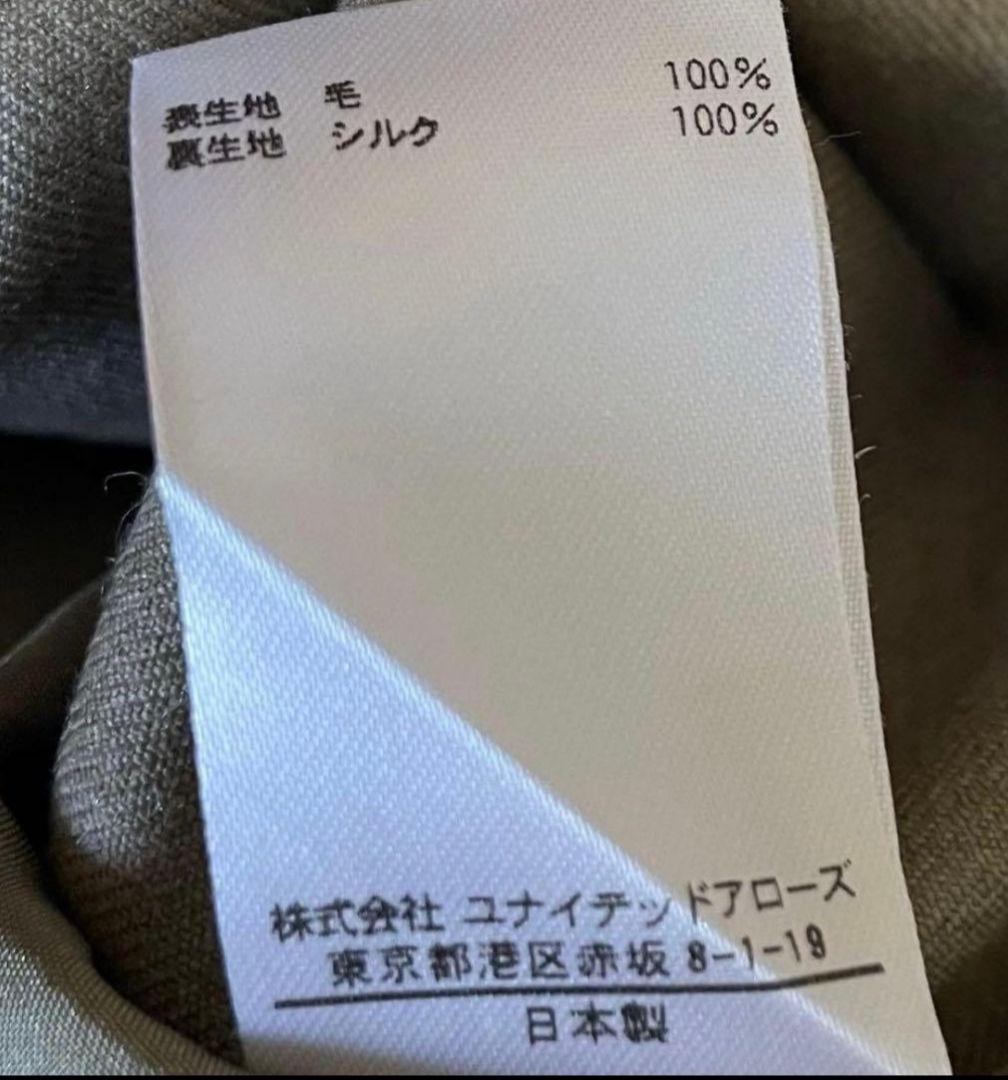 表生地 毛 100%
裏生地 シルク 100%
株式会社 ユナイテッドアローズ
東京都港区赤坂 8-1-19
日本製